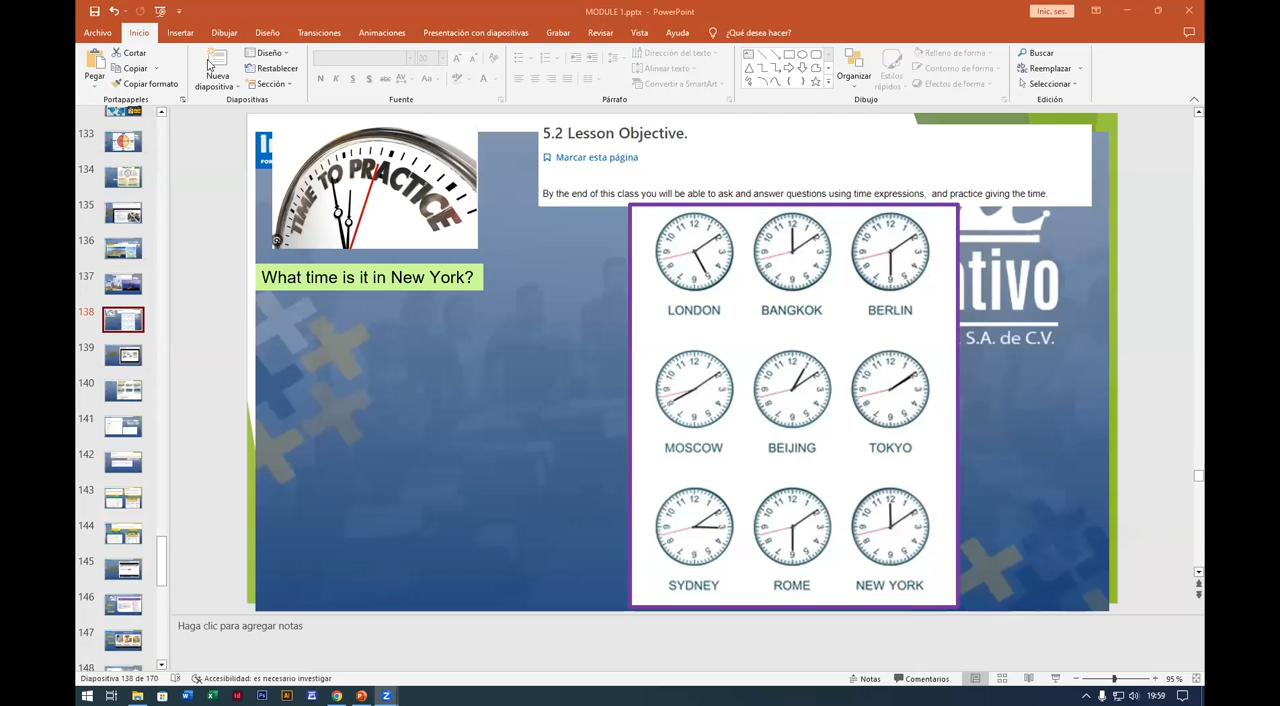 MODULE 1.pptx - PowerPoint
Inic. ses.
Archivo Inicio Insertar Dibujar Diseño Transiciones Animaciones Presentación con diapositivas Grabar Revisar Vista Ayuda ¿Qué desea hacer?
Pegar
Cortar
Copiar
Copiar formato
Portapapeles
Nueva
diapositiva
Diseño
Restablecer
Sección
Diapositivas
20
N K S S abc AV Aa A
Fuente
Dirección del texto
Alinear texto
Convertir a SmartArt
Párrafo
Organizar
Estilos
rápidos
Relleno de forma
Contorno de forma
Efectos de forma
Dibujo
Buscar
Reemplazar
Seleccionar
Edición
133
134
135
136
137
138
139
140
141
142
143
144
145
146
147
148
TIME TO PRACTICE
5.2 Lesson Objective.
Marcar esta página
By the end of this class you will be able to ask and answer questions using time expressions, and practice giving the time.
What time is it in New York?
LONDON BANGKOK BERLIN
MOSCOW BEIJING TOKYO
SYDNEY ROME NEW YORK
S.A. de C.V.
Haga clic para agregar notas
Diapositiva 138 de 170
Accesibilidad: es necesario investigar
Notas
Comentarios
95 %
19:59